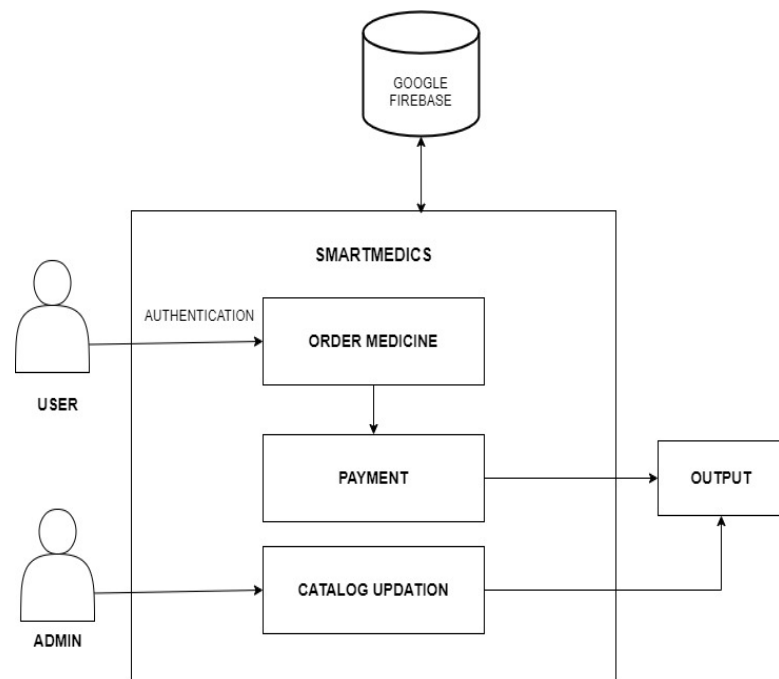 GOOGLE
FIREBASE
SMARTMEDICS
AUTHENTICATION
ORDER MEDICINE
USER
PAYMENT
OUTPUT
CATALOG UPDATION
ADMIN